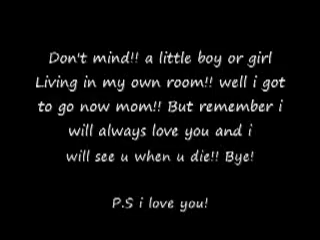 Don't mind!! a little boy or girl
Living in my own room!! well i got
to go now mom!! But remember i
will always love you and i
will see u when u die!! Bye!
P.S i love you!